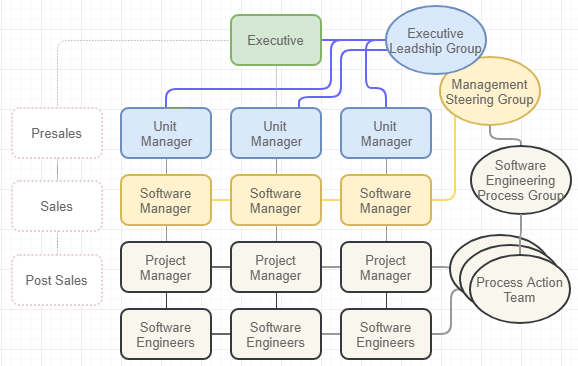 Executive
Executive
Leadship Group
Management
Steering Group
Presales
Unit
Manager
Unit
Manager
Unit
Manager
Software
Engineering
Process Group
Sales
Software
Manager
Software
Manager
Software
Manager
Post Sales
Project
Manager
Project
Manager
Project
Manager
Process Action
Team
Software
Engineers
Software
Engineers
Software
Engineers